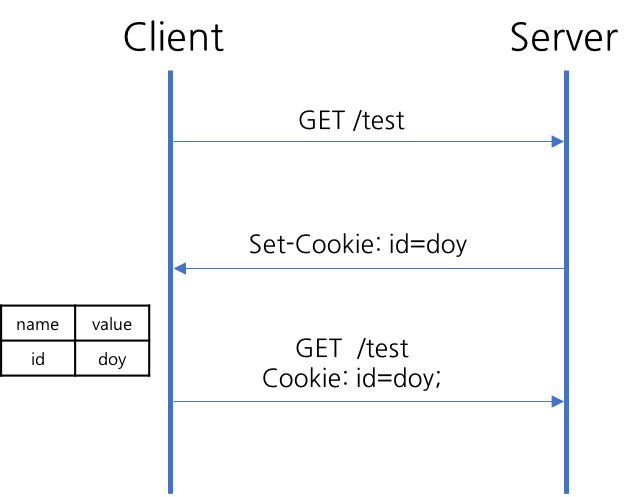 Client Server
GET /test
Set-Cookie: id=doy
name value
id doy
GET /test
Cookie: id=doy;